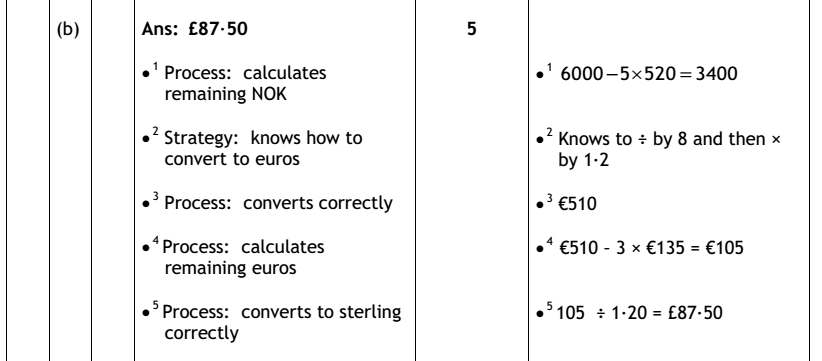 (b) Ans: £87·50 5
•¹ Process: calculates •¹ 6000−5×520=3400
remaining NOK
•² Strategy: knows how to •² Knows to ÷ by 8 and then ×
convert to euros by 1·2
•³ Process: converts correctly •³ €510
•⁴ Process: calculates •⁴ €510 - 3 × €135 = €105
remaining euros
•⁵ Process: converts to sterling •⁵ 105 ÷ 1·20 = £87·50
correctly